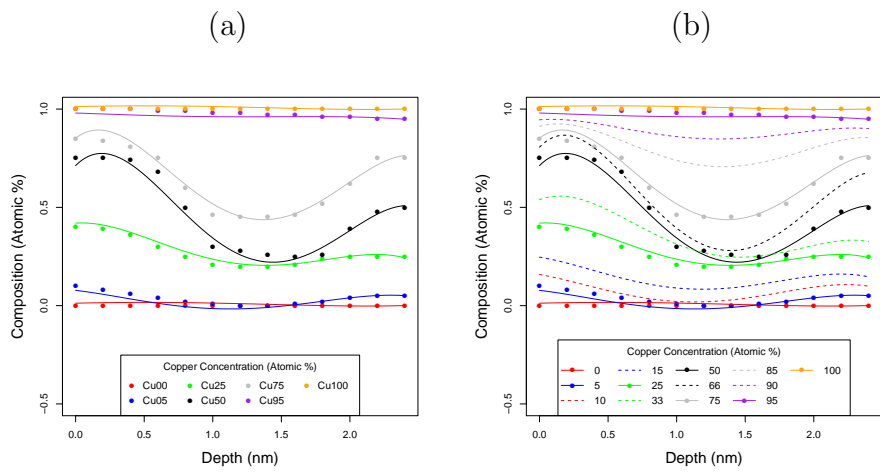 (a)
(b)
Composition (Atomic %)
1.0
0.5
0.0
−0.5
Copper Concentration (Atomic %)
Cu00 Cu25 Cu75 Cu100
Cu05 Cu50 Cu95
0.0 0.5 1.0 1.5 2.0
Depth (nm)
Composition (Atomic %)
1.0
0.5
0.0
−0.5
Copper Concentration (Atomic %)
0 15 50 85 100
5 25 66 90
10 33 75 95
0.0 0.5 1.0 1.5 2.0
Depth (nm)